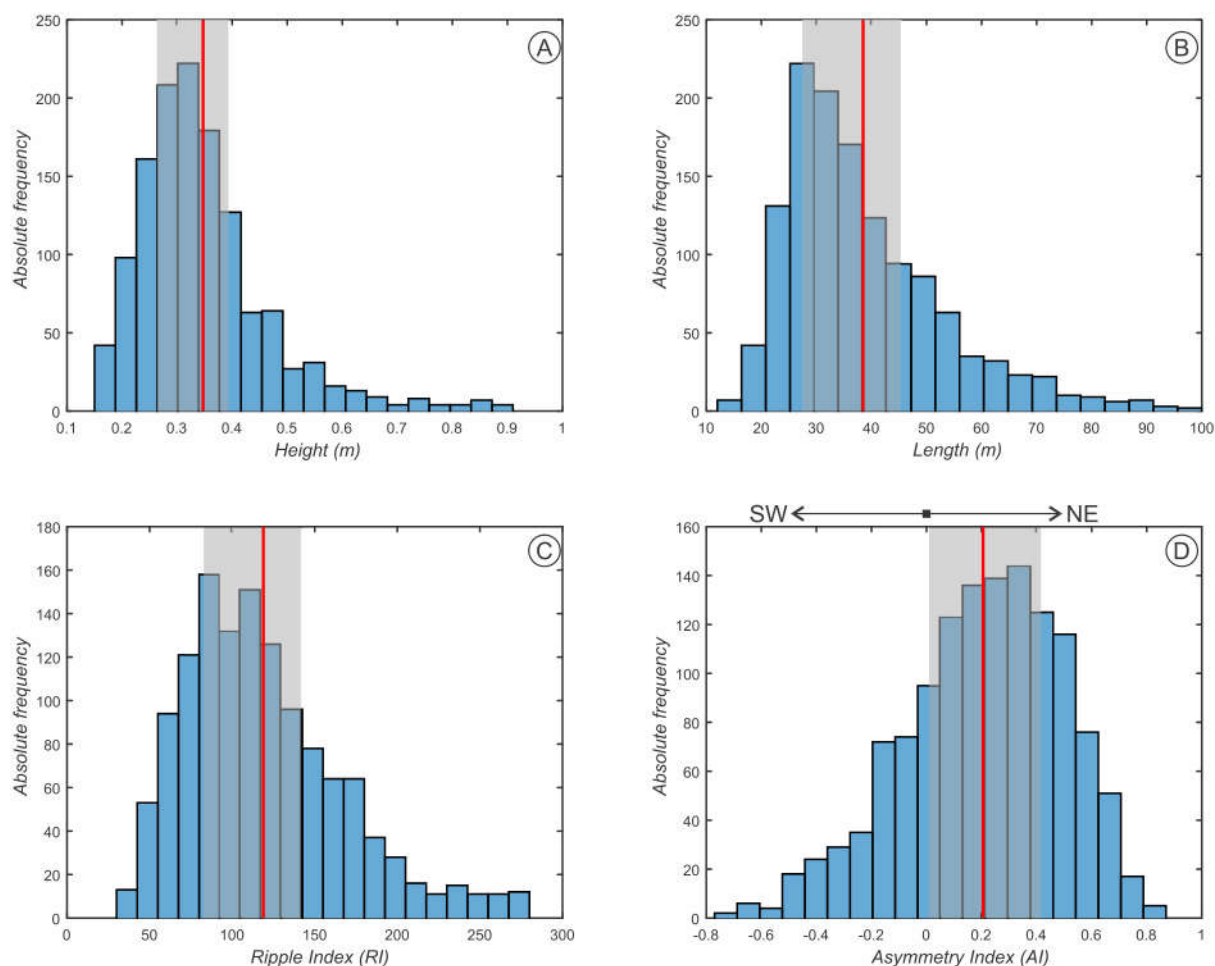 A
Absolute frequency
250
200
150
100
50
0
0.1 0.2 0.3 0.4 0.5 0.6 0.7 0.8 0.9 1
Height (m)
B
Absolute frequency
250
200
150
100
50
0
10 20 30 40 50 60 70 80 90 100
Length (m)
C
Absolute frequency
180
160
140
120
100
80
60
40
20
0
0 50 100 150 200 250 300
Ripple Index (RI)
SW NE
D
Absolute frequency
160
140
120
100
80
60
40
20
0
-0.8 -0.6 -0.4 -0.2 0 0.2 0.4 0.6 0.8 1
Asymmetry Index (AI)